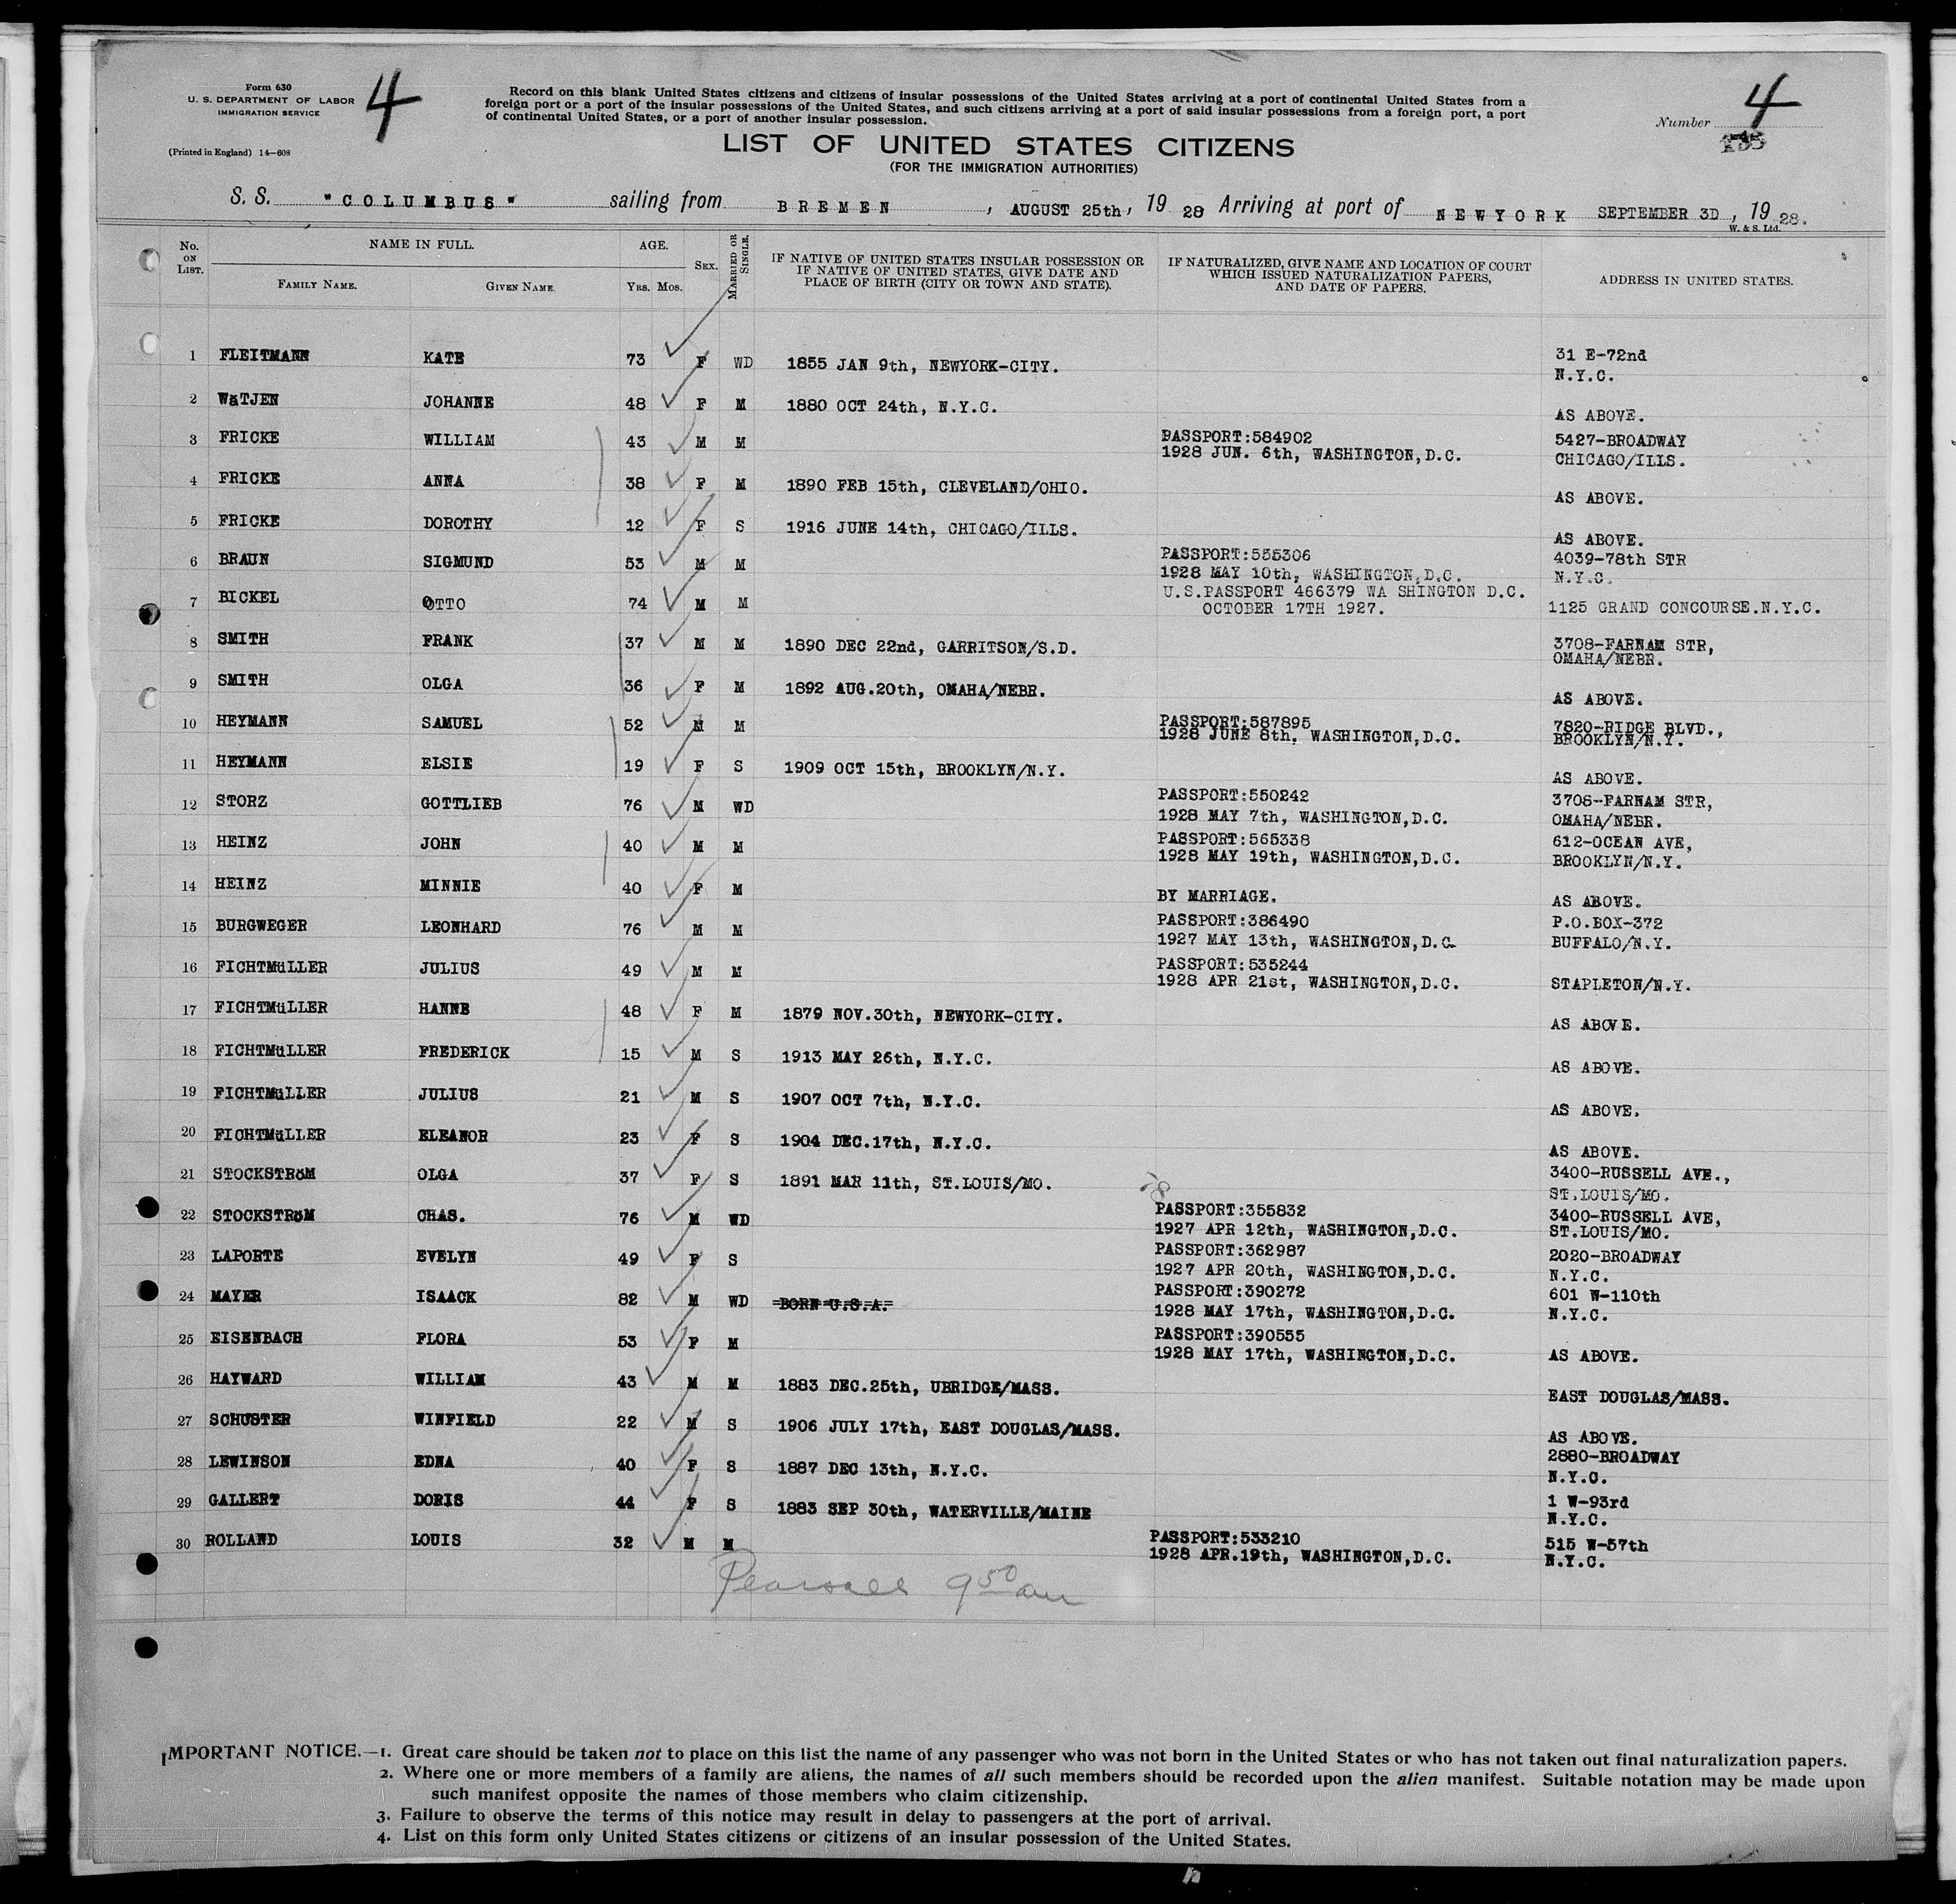 Form 630
U. S. DEPARTMENT OF LABOR
IMMIGRATION SERVICE
(Printed in England) 14—608
4
Record on this blank United States citizens and citizens of insular possessions of the United States arriving at a port of continental United States from a
foreign port or a port of the insular possessions of the United States, and such citizens arriving at a port of said insular possessions from a foreign port, a port
of continental United States, or a port of another insular possession.
Number 4
LIST OF UNITED STATES CITIZENS
(FOR THE IMMIGRATION AUTHORITIES)
S. S. "COLUMBUS" sailing from BREMEN, AUGUST 25th, 19 28 Arriving at port of NEWYORK SEPTEMBER 3D, 19 28.
W. & S. Ltd.
No. ON LIST. NAME IN FULL. FAMILY NAME. GIVEN NAME. AGE. YRS. MOS. SEX. MARRIED OR SINGLE. IF NATIVE OF UNITED STATES INSULAR POSSESSION OR IF NATIVE OF UNITED STATES, GIVE DATE AND PLACE OF BIRTH (CITY OR TOWN AND STATE). IF NATURALIZED, GIVE NAME AND LOCATION OF COURT WHICH ISSUED NATURALIZATION PAPERS, AND DATE OF PAPERS. ADDRESS IN UNITED STATES.
1 FLEITMANN KATE 73 F WD 1855 JAN 9th, NEWYORK-CITY. 31 E-72nd N.Y.C.
2 WäTJEN JOHANNE 48 F M 1880 OCT 24th, N.Y.C. AS ABOVE.
3 FRICKE WILLIAM 43 M M PASSPORT:584902 1928 JUN. 6th, WASHINGTON,D.C. 5427-BROADWAY CHICAGO/ILLS.
4 FRICKE ANNA 38 F M 1890 FEB 15th, CLEVELAND/OHIO. AS ABOVE.
5 FRICKE DOROTHY 12 F S 1916 JUNE 14th, CHICAGO/ILLS. AS ABOVE.
6 BRAUN SIGMUND 53 M M PASSPORT:555306 1928 MAY 10th, WASHINGTON,D.C. 4039-78th STR N.Y.C.
7 BICKEL OTTO 74 M M U.S.PASSPORT 466379 WA SHINGTON D.C. OCTOBER 17TH 1927. 1125 GRAND CONCOURSE.N.Y.C.
8 SMITH FRANK 37 M M 1890 DEC 22nd, GARRITSON/S.D. 3708-FARNAM STR, OMAHA/NEBR.
9 SMITH OLGA 36 F M 1892 AUG.20th, OMAHA/NEBR. AS ABOVE.
10 HEYMANN SAMUEL 52 M M PASSPORT:587895 1928 JUNE 8th, WASHINGTON,D.C. 7820-RIDGE BLVD., BROOKLYN/N.Y.
11 HEYMANN ELSIE 19 F S 1909 OCT 15th, BROOKLYN/N.Y. AS ABOVE.
12 STORZ GOTTLIEB 76 M WD PASSPORT:550242 1928 MAY 7th, WASHINGTON,D.C. 3708-FARNAM STR, OMAHA/NEBR.
13 HEINZ JOHN 40 M M PASSPORT:565338 1928 MAY 19th, WASHINGTON,D.C. 612-OCEAN AVE, BROOKLYN/N.Y.
14 HEINZ MINNIE 40 F M BY MARRIAGE. AS ABOVE.
15 BURGWEGER LEONHARD 76 M M PASSPORT:386490 1927 MAY 13th, WASHINGTON,D.C. P.O.BOX-372 BUFFALO/N.Y.
16 FICHTMüLLER JULIUS 49 M M PASSPORT:535244 1928 APR 21st, WASHINGTON,D.C. STAPLETON/N.Y.
17 FICHTMüLLER HANNE 48 F M 1879 NOV.30th, NEWYORK-CITY. AS ABOVE.
18 FICHTMüLLER FREDERICK 15 M S 1913 MAY 26th, N.Y.C. AS ABOVE.
19 FICHTMüLLER JULIUS 21 M S 1907 OCT 7th, N.Y.C. AS ABOVE.
20 FICHTMüLLER ELEANOR 23 F S 1904 DEC.17th, N.Y.C. AS ABOVE.
21 STOCKSTRöM OLGA 37 F S 1891 MAR 11th, ST.LOUIS/MO. 3400-RUSSELL AVE., ST.LOUIS/MO.
22 STOCKSTRöM CHAS. 76 M WD PASSPORT:355832 1927 APR 12th, WASHINGTON,D.C. 3400-RUSSELL AVE, ST.LOUIS/MO.
23 LAPORTE EVELYN 49 F S PASSPORT:362987 1927 APR 20th, WASHINGTON,D.C. 2020-BROADWAY N.Y.C.
24 MAYER ISAACK 82 M WD BORN U.S.A. PASSPORT:390272 1928 MAY 17th, WASHINGTON,D.C. 601 W-110th N.Y.C.
25 EISENBACH FLORA 53 F M PASSPORT:390555 1928 MAY 17th, WASHINGTON,D.C. AS ABOVE.
26 HAYWARD WILLIAM 43 M M 1883 DEC.25th, UBRIDGE/MASS. EAST DOUGLAS/MASS.
27 SCHUSTER WINFIELD 22 M S 1906 JULY 17th, EAST DOUGLAS/MASS. AS ABOVE.
28 LEWINSON EDNA 40 F S 1887 DEC 13th, N.Y.C. 2880-BROADWAY N.Y.C.
29 GALLERT DORIS 44 F S 1883 SEP 30th, WATERVILLE/MAINE 1 W-93rd N.Y.C.
30 ROLLAND LOUIS 32 M M PASSPORT:533210 1928 APR.19th, WASHINGTON,D.C. 515 W-57th N.Y.C.
Pearsall 9 50 am
IMPORTANT NOTICE.—1. Great care should be taken not to place on this list the name of any passenger who was not born in the United States or who has not taken out final naturalization papers.
2. Where one or more members of a family are aliens, the names of all such members should be recorded upon the alien manifest. Suitable notation may be made upon
such manifest opposite the names of those members who claim citizenship.
3. Failure to observe the terms of this notice may result in delay to passengers at the port of arrival.
4. List on this form only United States citizens or citizens of an insular possession of the United States.